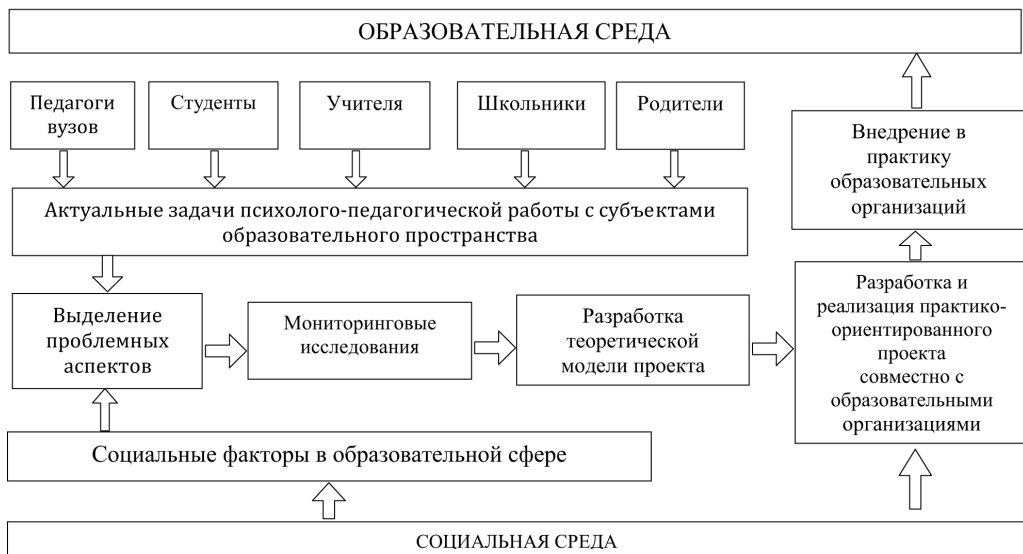 ОБРАЗОВАТЕЛЬНАЯ СРЕДА
Педагоги
вузов
Студенты
Учителя
Школьники
Родители
Внедрение в
практику
образовательных
организаций
Актуальные задачи психолого-педагогической работы с субъектами
образовательного пространства
Выделение
проблемных
аспектов
Мониторинговые
исследования
Разработка
теоретической
модели проекта
Разработка и
реализация практико-
ориентированного
проекта
совместно с
образовательными
организациями
Социальные факторы в образовательной сфере
СОЦИАЛЬНАЯ СРЕДА